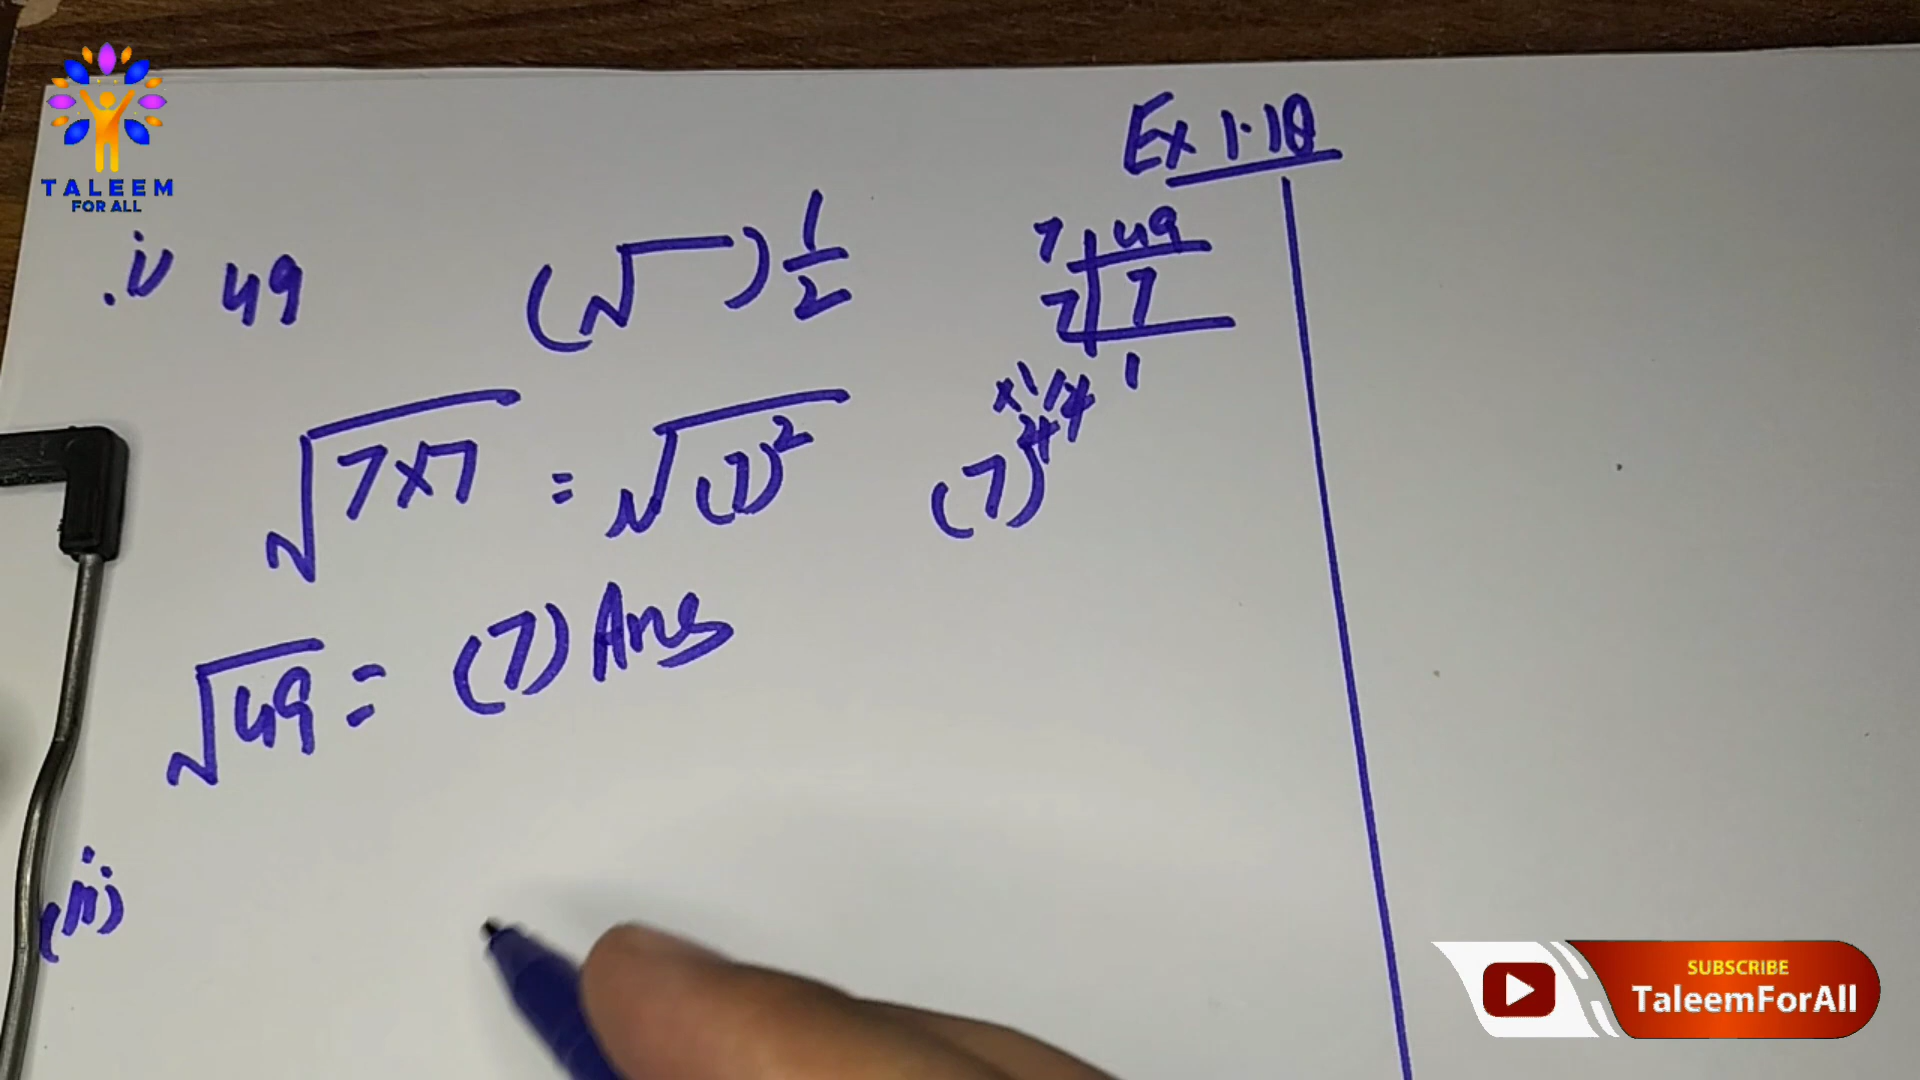 TALEEM
FOR ALL
Ex 1.10
49 (√ )^1/2
7 | 49
7 | 7
1
√7×7 = √(7)²
(7)
√49 = (7) Ans
(ii)
SUBSCRIBE
TaleemForAll